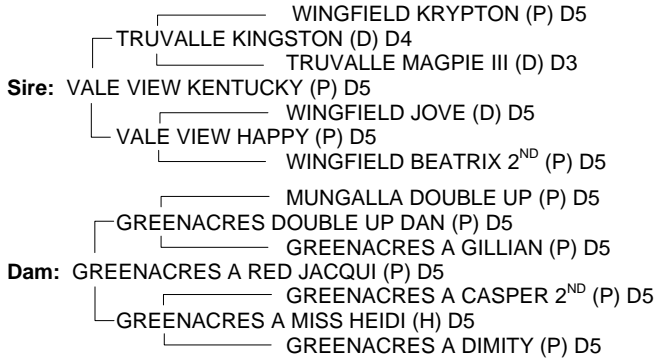 WINGFIELD KRYPTON (P) D5
TRUVALLE KINGSTON (D) D4
TRUVALLE MAGPIE III (D) D3
Sire: VALE VIEW KENTUCKY (P) D5
WINGFIELD JOVE (D) D5
VALE VIEW HAPPY (P) D5
WINGFIELD BEATRIX 2ND (P) D5
MUNGALLA DOUBLE UP (P) D5
GREENACRES DOUBLE UP DAN (P) D5
GREENACRES A GILLIAN (P) D5
Dam: GREENACRES A RED JACQUI (P) D5
GREENACRES A CASPER 2ND (P) D5
GREENACRES A MISS HEIDI (H) D5
GREENACRES A DIMITY (P) D5